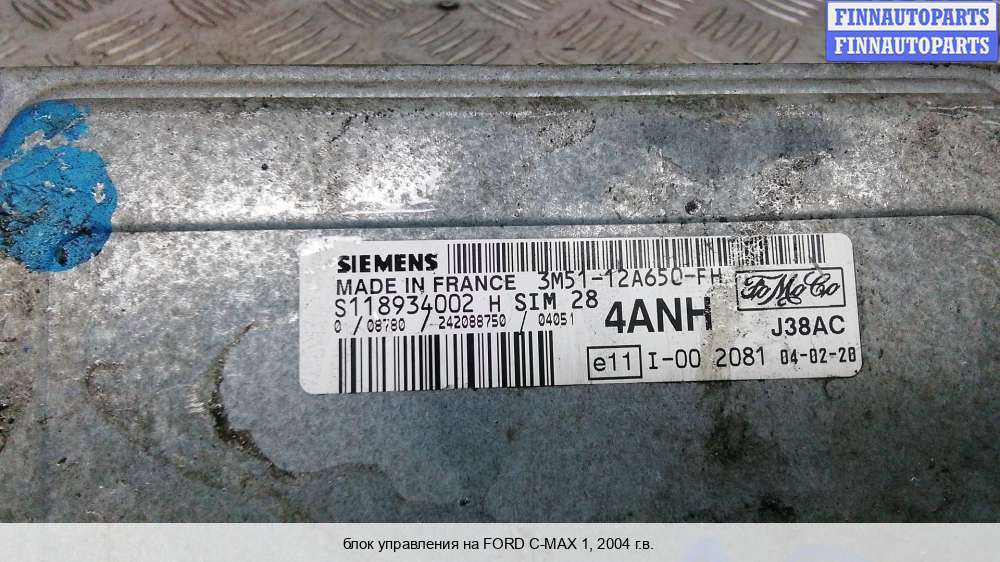 FINNAUTOPARTS
FINNAUTOPARTS
SIEMENS
MADE IN FRANCE 3M51-12A650-FH
S118934002 H SIM 28
0 / 08780 / 242088750 / 04051
4ANH
FoMoCo
J38AC
e11 I-00 2081 04-02-28
блок управления на FORD C-MAX 1, 2004 г.в.